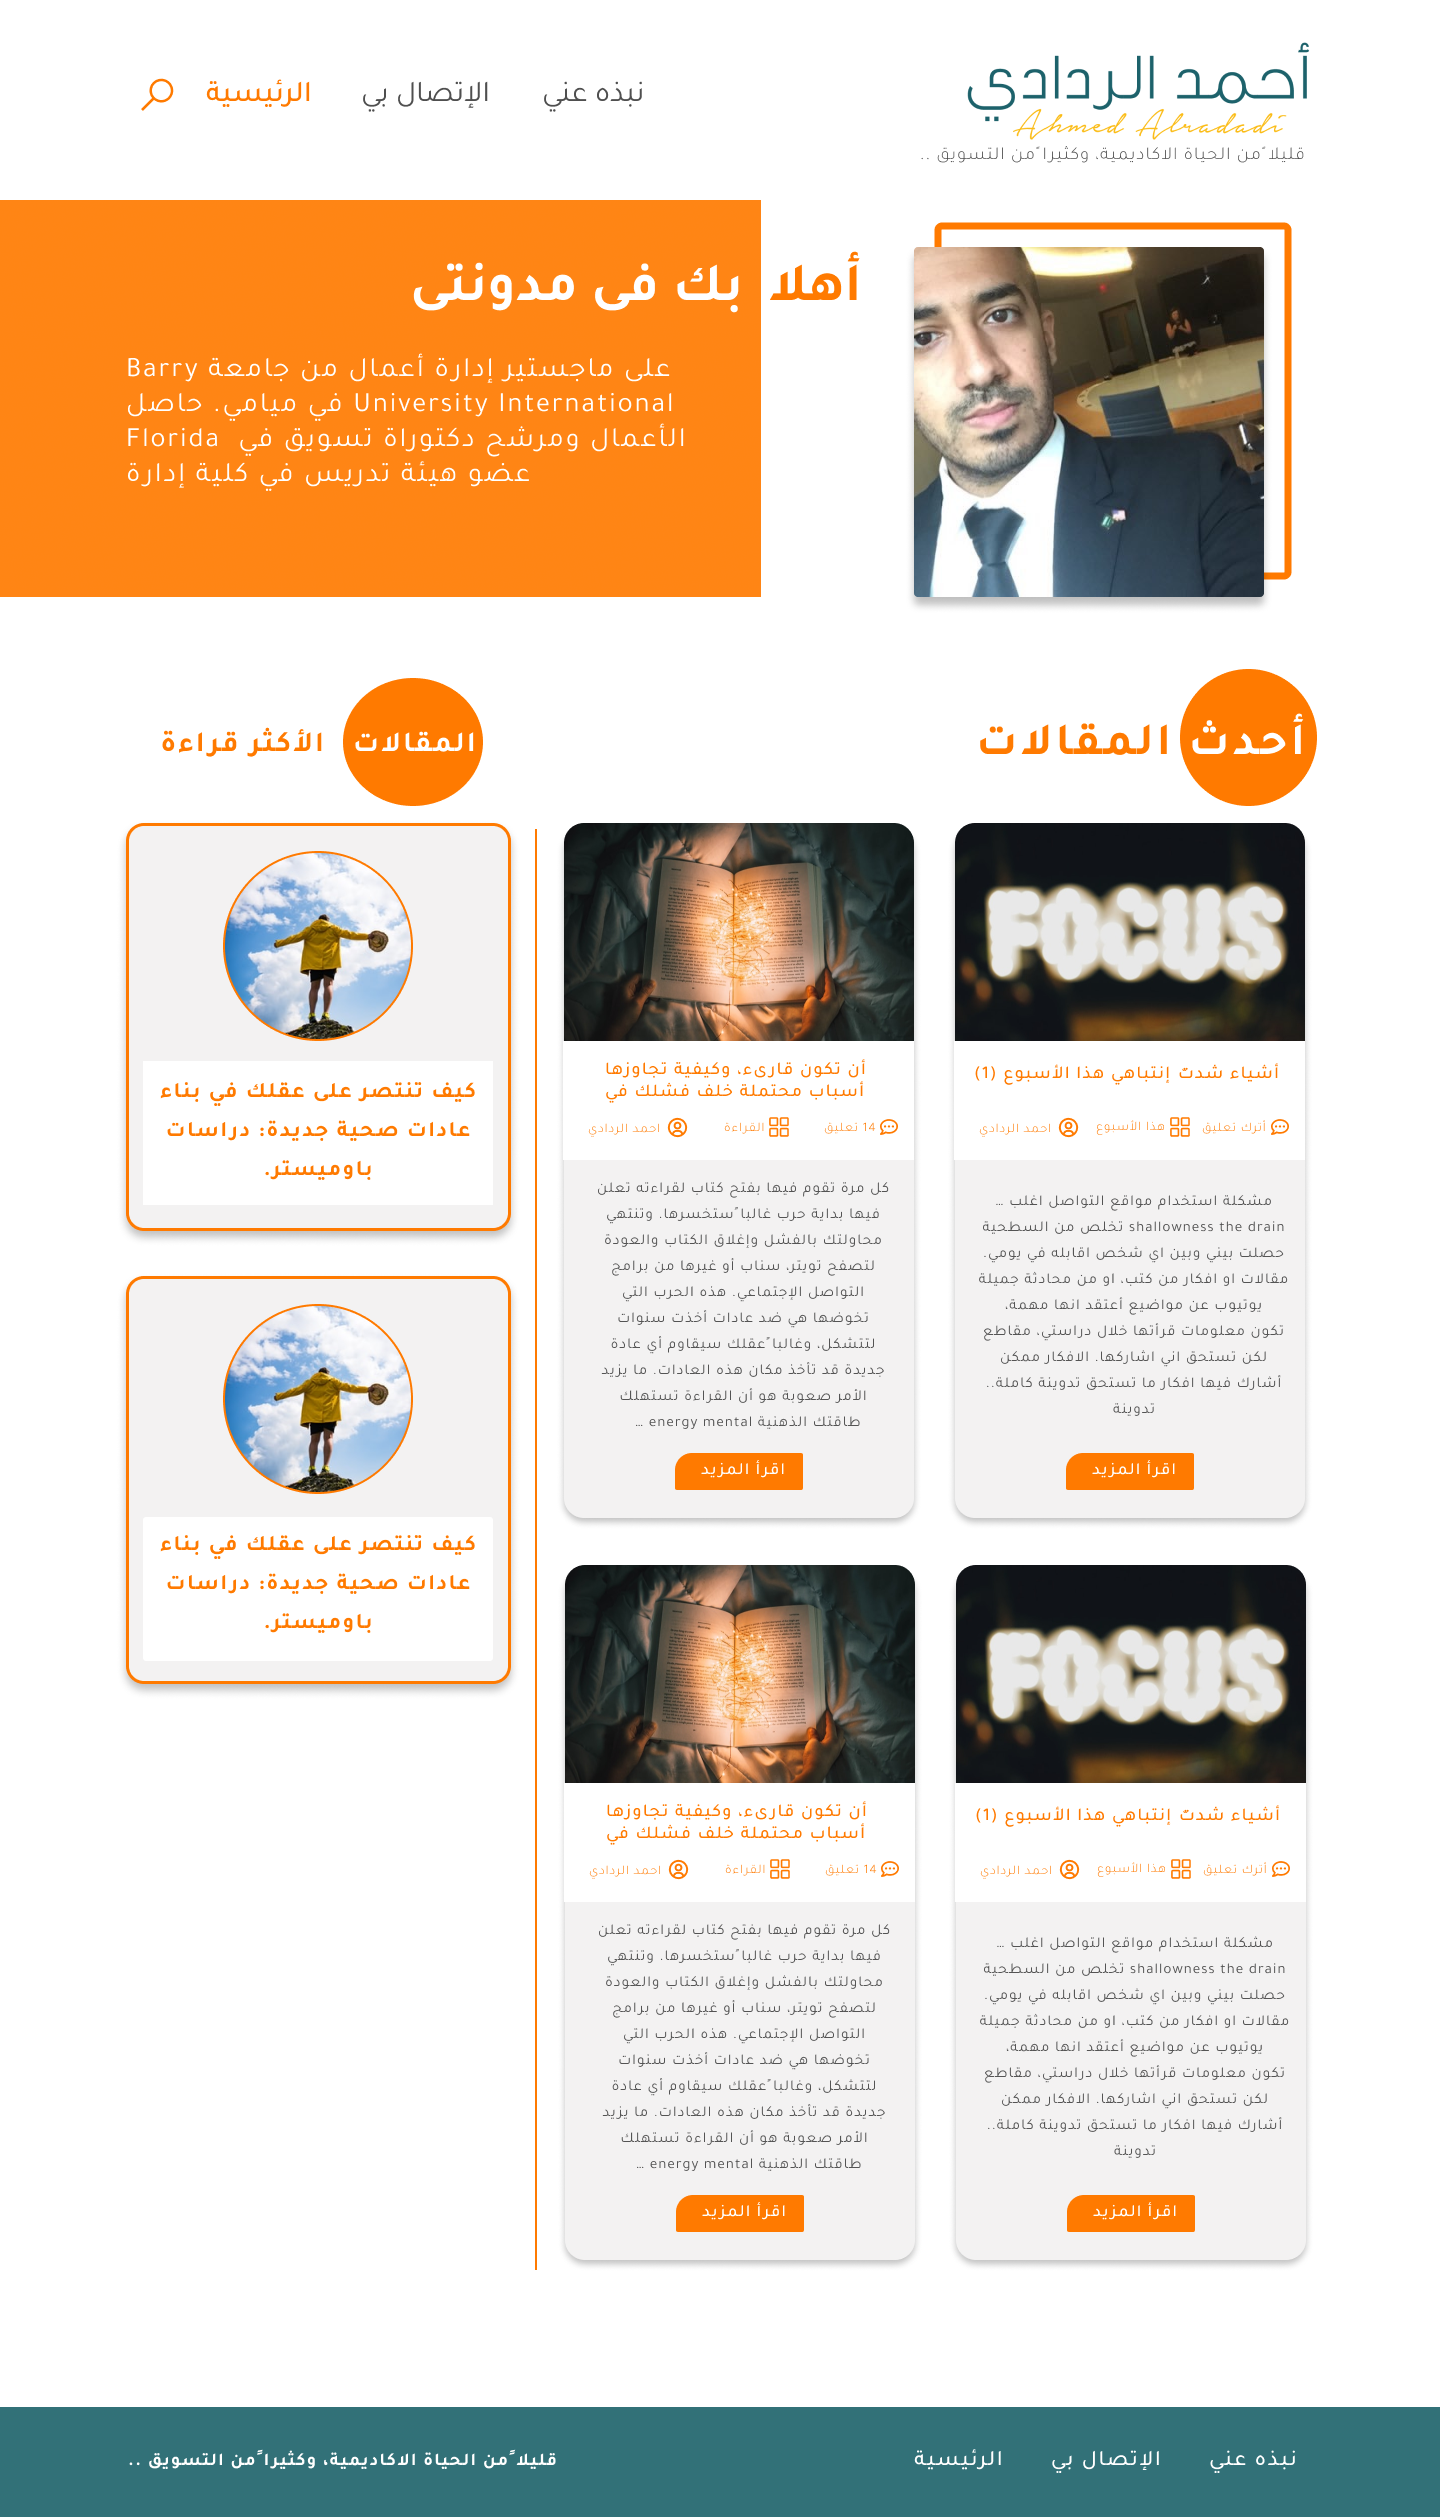 أحمد الردادي
Ahmed Alradadi
قليلا ًمن الحياة الاكاديمية، وكثيرا ًمن التسويق ..
نبذه عني
الإتصال بي
الرئيسية
أهلا بك فى مدونتى
على ماجستير إدارة أعمال من جامعة Barry
University International في ميامي. حاصل
الأعمال ومرشح دكتوراة تسويق في Florida
عضو هيئة تدريس في كلية إدارة
أحدث المقالات
المقالات الأكثر قراءة
FOCUS
أشياء شدتّ إنتباهي هذا الأسبوع (1)
أترك تعليق
هذا الأسبوع
احمد الردادي
مشكلة استخدام مواقع التواصل اغلب ...
shallowness the drain تخلص من السطحية
حصلت بيني وبين اي شخص اقابله في يومي.
مقالات او افكار من كتب، او من محادثة جميلة
يوتيوب عن مواضيع أعتقد انها مهمة،
تكون معلومات قرأتها خلال دراستي، مقاطع
لكن تستحق اني اشاركها. الافكار ممكن
أشارك فيها افكار ما تستحق تدوينة كاملة..
تدوينة
اقرأ المزيد
أن تكون قارىء، وكيفية تجاوزها
أسباب محتملة خلف فشلك في
14 تعليق
القراءة
احمد الردادي
كل مرة تقوم فيها بفتح كتاب لقراءته تعلن
فيها بداية حرب غالبا ًستخسرها. وتنتهي
محاولتك بالفشل وإغلاق الكتاب والعودة
لتصفح تويتر، سناب أو غيرها من برامج
التواصل الإجتماعي. هذه الحرب التي
تخوضها هي ضد عادات أخذت سنوات
لتتشكل، وغالبا ًعقلك سيقاوم أي عادة
جديدة قد تأخذ مكان هذه العادات. ما يزيد
الأمر صعوبة هو أن القراءة تستهلك
طاقتك الذهنية energy mental ...
اقرأ المزيد
كيف تنتصر على عقلك في بناء
عادات صحية جديدة: دراسات
باوميستر.
كيف تنتصر على عقلك في بناء
عادات صحية جديدة: دراسات
باوميستر.
FOCUS
أشياء شدتّ إنتباهي هذا الأسبوع (1)
أترك تعليق
هذا الأسبوع
احمد الردادي
مشكلة استخدام مواقع التواصل اغلب ...
shallowness the drain تخلص من السطحية
حصلت بيني وبين اي شخص اقابله في يومي.
مقالات او افكار من كتب، او من محادثة جميلة
يوتيوب عن مواضيع أعتقد انها مهمة،
تكون معلومات قرأتها خلال دراستي، مقاطع
لكن تستحق اني اشاركها. الافكار ممكن
أشارك فيها افكار ما تستحق تدوينة كاملة..
تدوينة
اقرأ المزيد
أن تكون قارىء، وكيفية تجاوزها
أسباب محتملة خلف فشلك في
14 تعليق
القراءة
احمد الردادي
كل مرة تقوم فيها بفتح كتاب لقراءته تعلن
فيها بداية حرب غالبا ًستخسرها. وتنتهي
محاولتك بالفشل وإغلاق الكتاب والعودة
لتصفح تويتر، سناب أو غيرها من برامج
التواصل الإجتماعي. هذه الحرب التي
تخوضها هي ضد عادات أخذت سنوات
لتتشكل، وغالبا ًعقلك سيقاوم أي عادة
جديدة قد تأخذ مكان هذه العادات. ما يزيد
الأمر صعوبة هو أن القراءة تستهلك
طاقتك الذهنية energy mental ...
اقرأ المزيد
نبذه عني
الإتصال بي
الرئيسية
قليلا ًمن الحياة الاكاديمية، وكثيرا ًمن التسويق ..